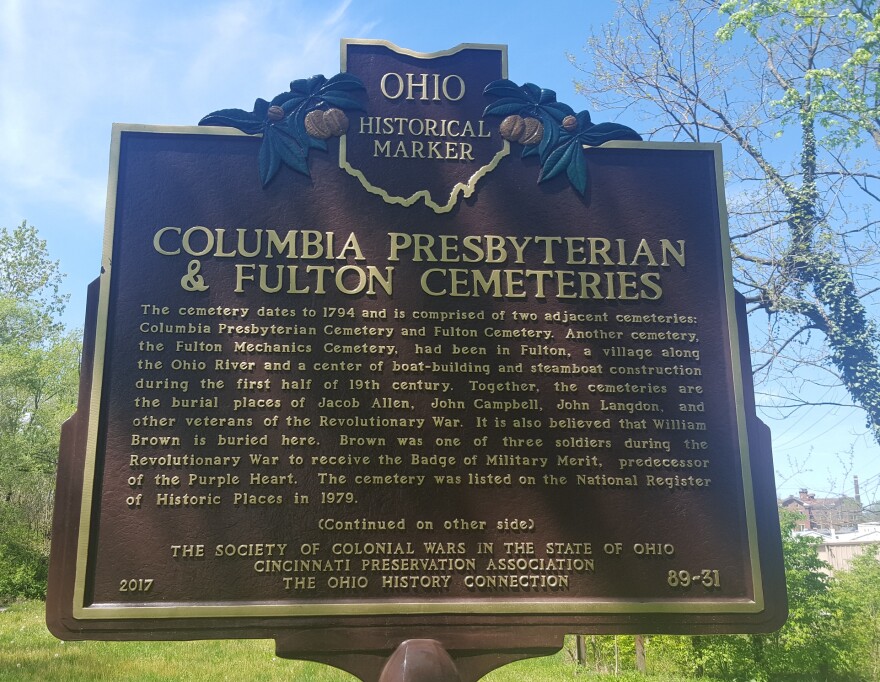 OHIO
HISTORICAL
MARKER
COLUMBIA PRESBYTERIAN
& FULTON CEMETERIES
The cemetery dates to 1794 and is comprised of two adjacent cemeteries:
Columbia Presbyterian Cemetery and Fulton Cemetery. Another cemetery,
the Fulton Mechanics Cemetery, had been in Fulton, a village along
the Ohio River and a center of boat-building and steamboat construction
during the first half of 19th century. Together, the cemeteries are
the burial places of Jacob Allen, John Campbell, John Langdon, and
other veterans of the Revolutionary War. It is also believed that William
Brown is buried here. Brown was one of three soldiers during the
Revolutionary War to receive the Badge of Military Merit, predecessor
of the Purple Heart. The cemetery was listed on the National Register
of Historic Places in 1979.
(Continued on other side)
THE SOCIETY OF COLONIAL WARS IN THE STATE OF OHIO
CINCINNATI PRESERVATION ASSOCIATION
2017 THE OHIO HISTORY CONNECTION 89-31